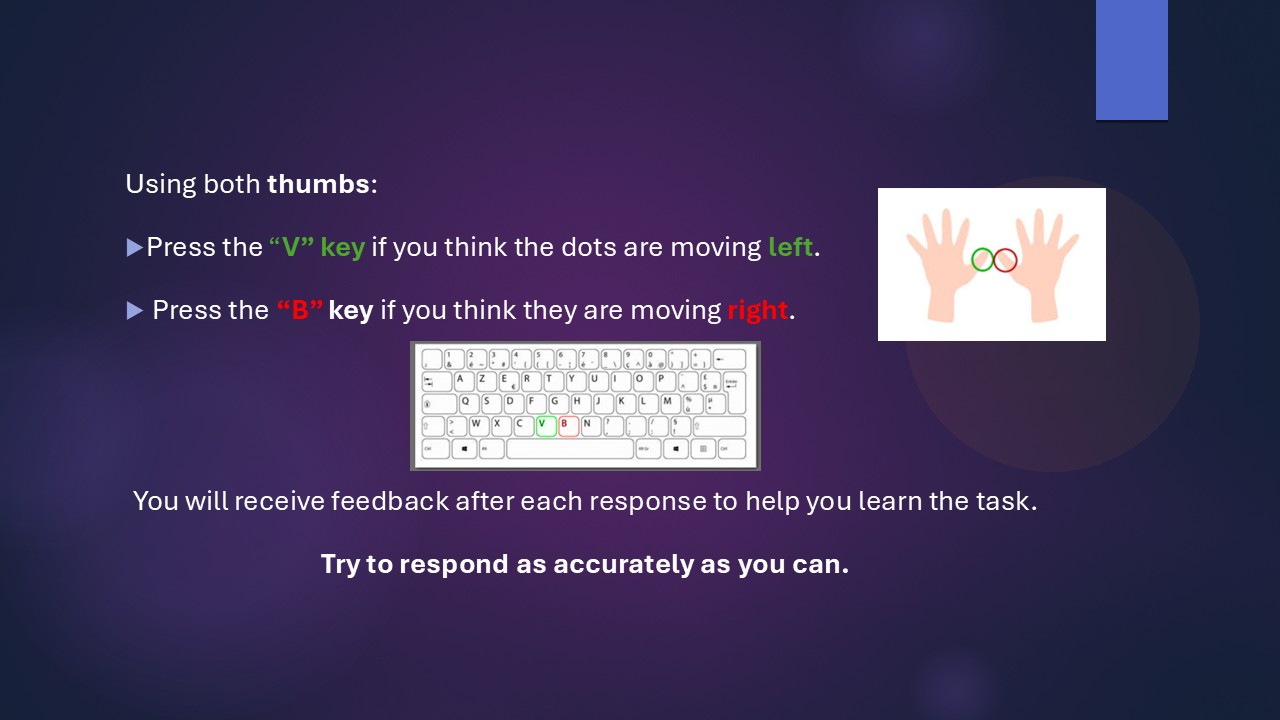 Using both thumbs:
Press the “V” key if you think the dots are moving left.
Press the “B” key if you think they are moving right.
A Z E R T Y U I O P
Q S D F G H J K L M
W X C V B N
You will receive feedback after each response to help you learn the task.
Try to respond as accurately as you can.